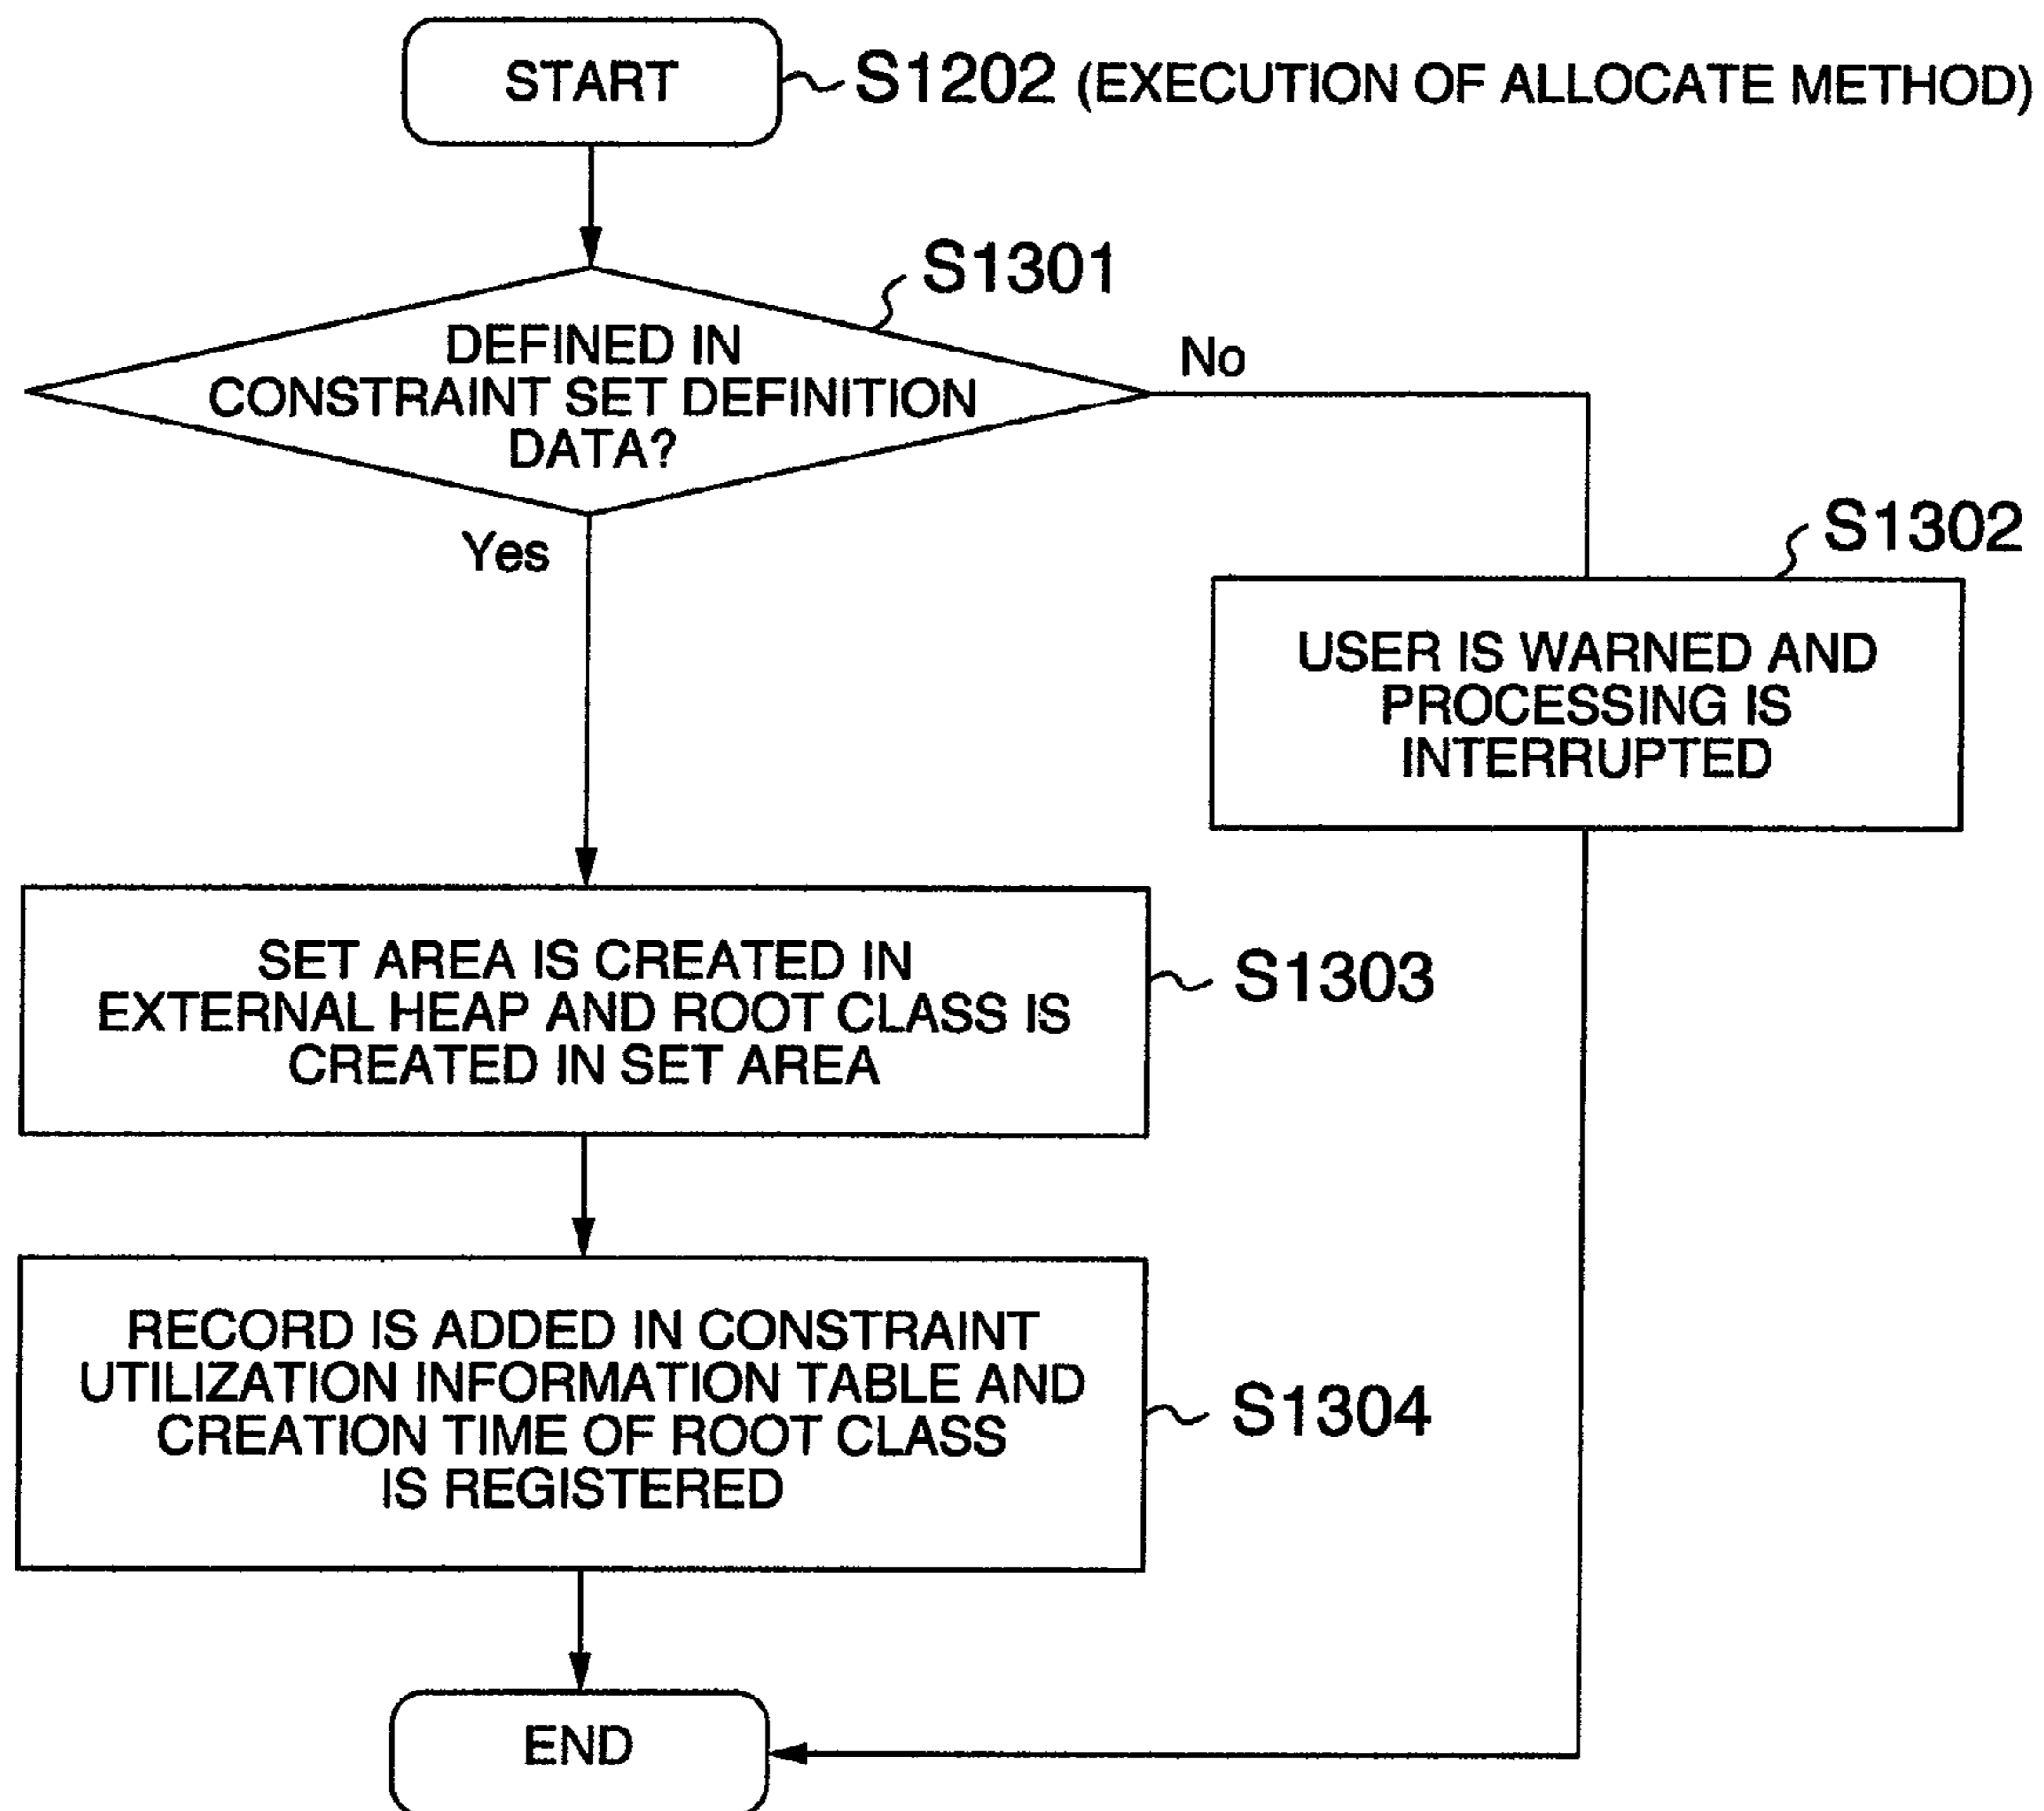 START
S1202 (EXECUTION OF ALLOCATE METHOD)
S1301
DEFINED IN
CONSTRAINT SET DEFINITION
DATA?
No
Yes
S1302
USER IS WARNED AND
PROCESSING IS
INTERRUPTED
SET AREA IS CREATED IN
EXTERNAL HEAP AND ROOT CLASS IS
CREATED IN SET AREA
S1303
RECORD IS ADDED IN CONSTRAINT
UTILIZATION INFORMATION TABLE AND
CREATION TIME OF ROOT CLASS
IS REGISTERED
S1304
END